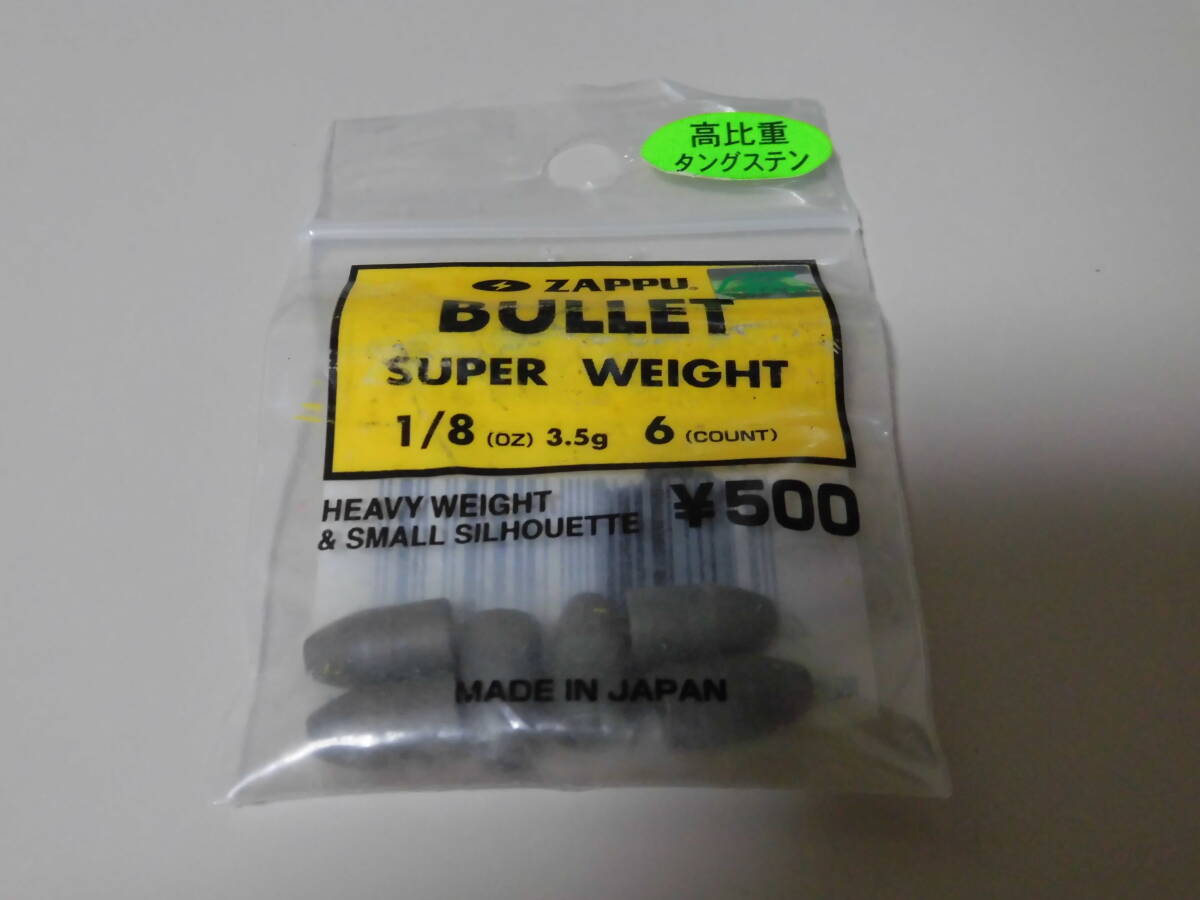 高比重
タングステン
ZAPPU
BULLET
SUPER WEIGHT
1/8 (OZ) 3.5g 6 (COUNT)
HEAVY WEIGHT
& SMALL SILHOUETTE
¥500
MADE IN JAPAN